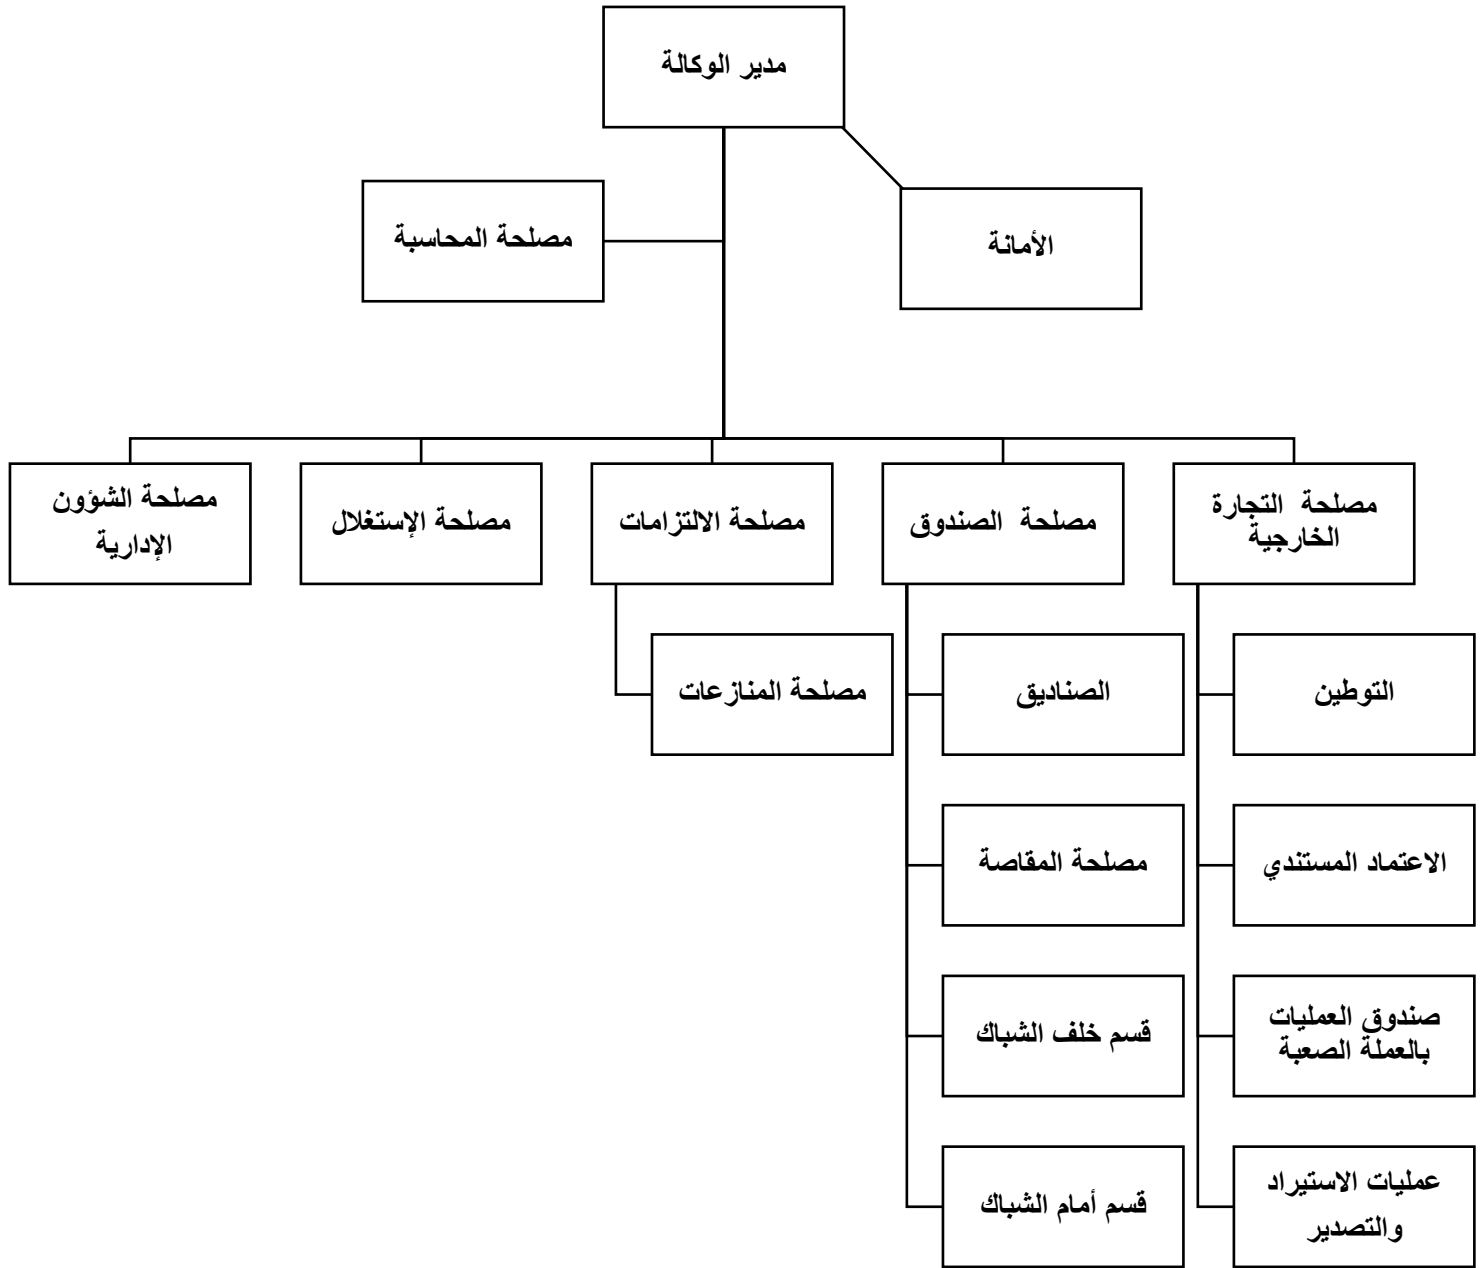 مدير الوكالة
الأمانة
مصلحة المحاسبة
مصلحة التجارة
الخارجية
مصلحة الصندوق
مصلحة الالتزامات
مصلحة الإستغلال
مصلحة الشؤون
الإدارية
التوطين
الصناديق
مصلحة المنازعات
الاعتماد المستندي
مصلحة المقاصة
صندوق العمليات
بالعملة الصعبة
قسم خلف الشباك
عمليات الاستيراد
والتصدير
قسم أمام الشباك